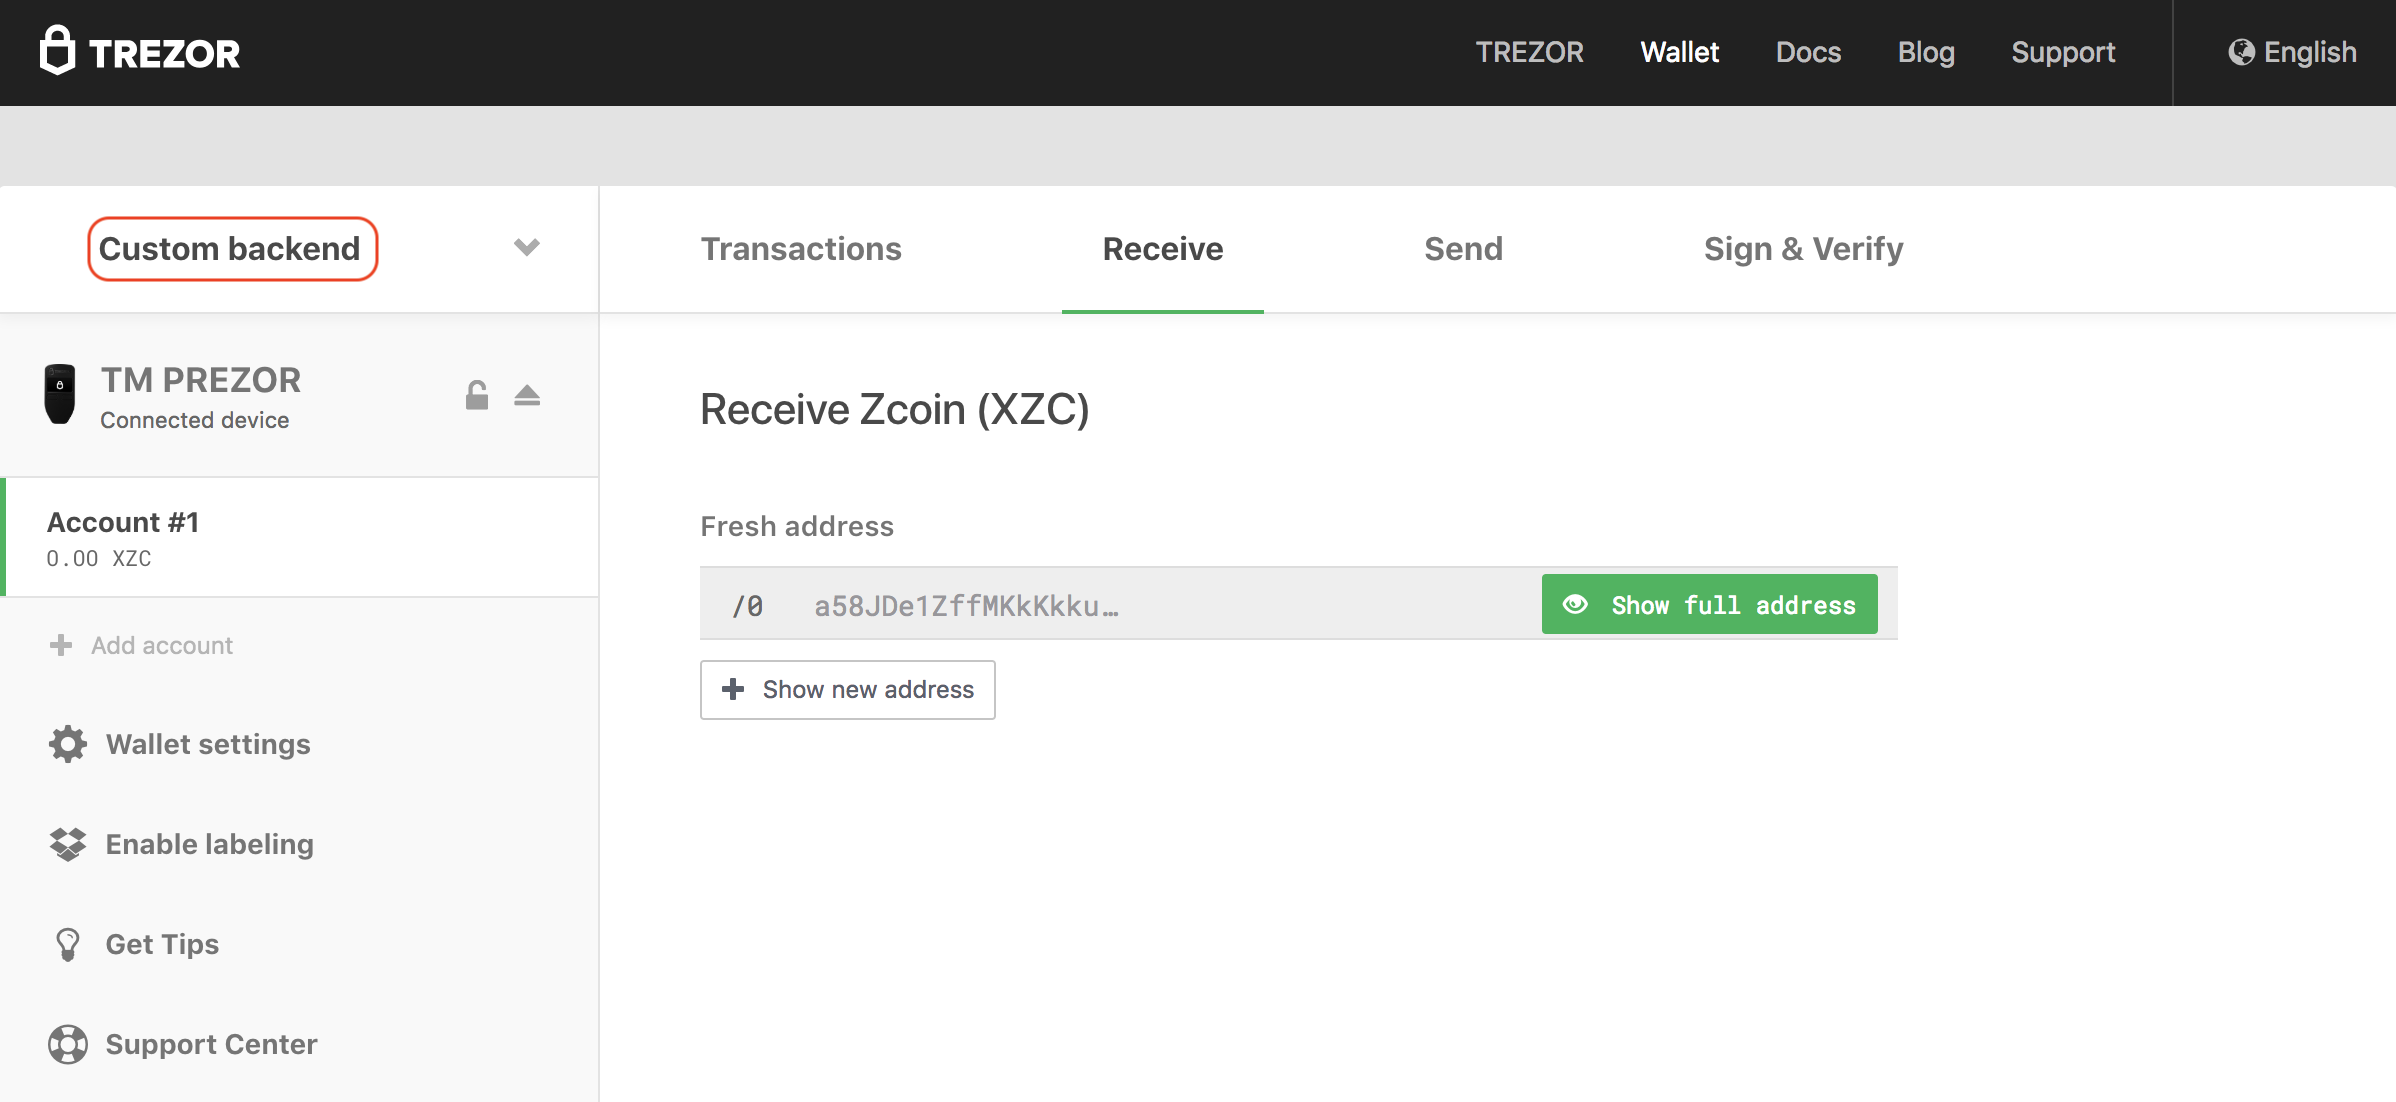 TREZOR
TREZOR Wallet Docs Blog Support English
Custom backend
Transactions Receive Send Sign & Verify
TM PREZOR
Connected device
Account #1
0.00 XZC
Add account
Wallet settings
Enable labeling
Get Tips
Support Center
Receive Zcoin (XZC)
Fresh address
/0 a58JDe1ZffMKkKkku… Show full address
Show new address